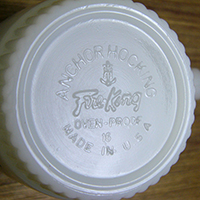 ANCHOR HOCKING
Fire-King
OVEN-PROOF
16
MADE IN U.S.A